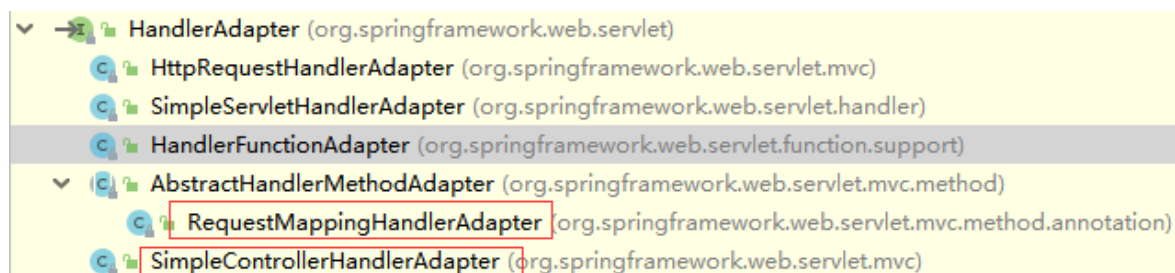 HandlerAdapter (org.springframework.web.servlet)
HttpRequestHandlerAdapter (org.springframework.web.servlet.mvc)
SimpleServletHandlerAdapter (org.springframework.web.servlet.handler)
HandlerFunctionAdapter (org.springframework.web.servlet.function.support)
AbstractHandlerMethodAdapter (org.springframework.web.servlet.mvc.method)
RequestMappingHandlerAdapter (org.springframework.web.servlet.mvc.method.annotation)
SimpleControllerHandlerAdapter (org.springframework.web.servlet.mvc)